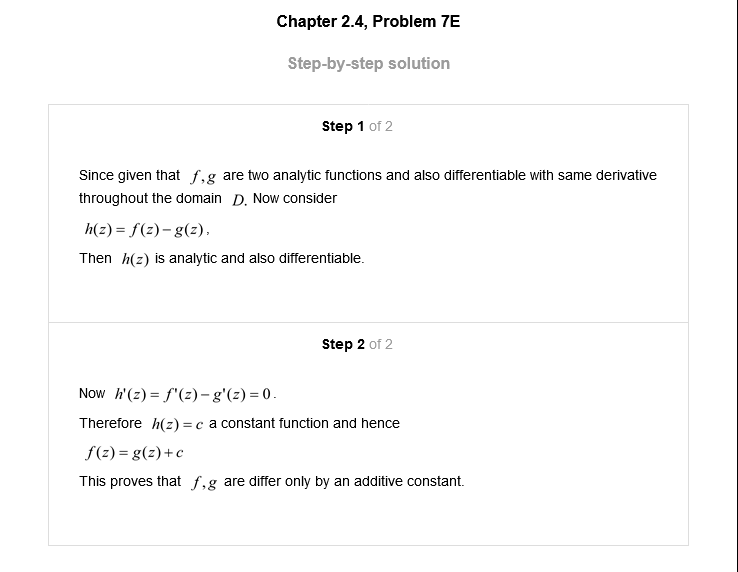 Chapter 2.4, Problem 7E
Step-by-step solution
Step 1 of 2
Since given that f,g are two analytic functions and also differentiable with same derivative
throughout the domain D. Now consider
h(z) = f(z) − g(z),
Then h(z) is analytic and also differentiable.
Step 2 of 2
Now h'(z) = f'(z) − g'(z) = 0.
Therefore h(z) = c a constant function and hence
f(z) = g(z) + c
This proves that f,g are differ only by an additive constant.